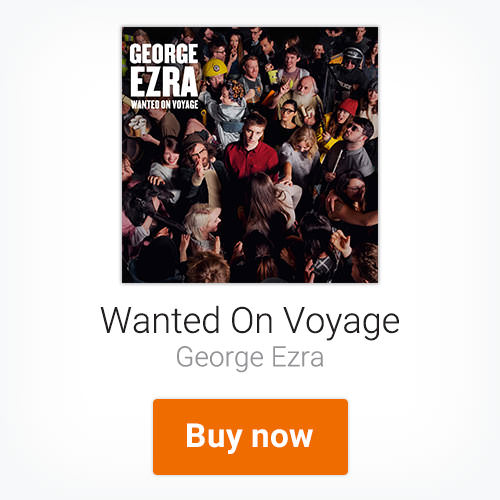 GEORGE
EZRA
WANTED ON VOYAGE
Wanted On Voyage
George Ezra
Buy now